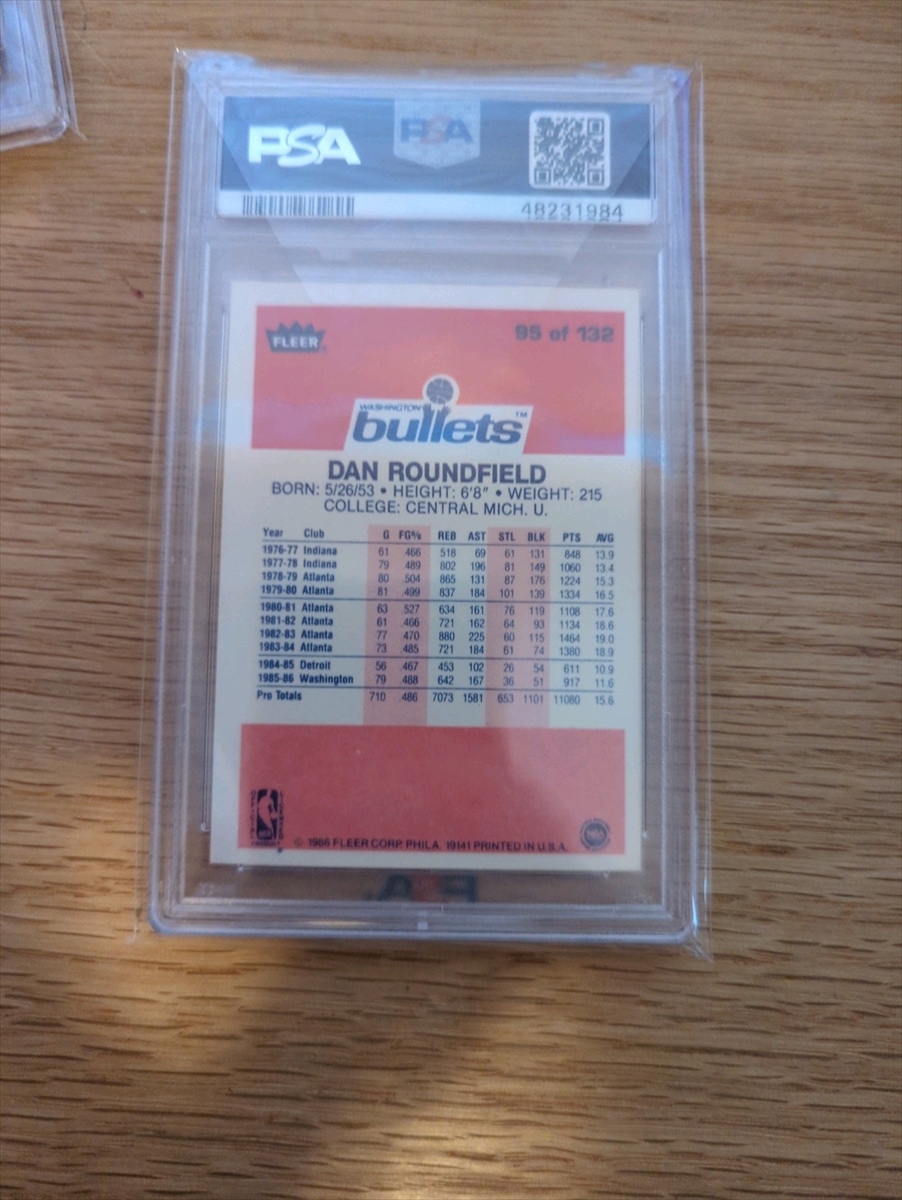 PSA PSA
48231984
FLEER 95 of 132
WASHINGTON
bullets™
DAN ROUNDFIELD
BORN: 5/26/53 • HEIGHT: 6'8" • WEIGHT: 215
COLLEGE: CENTRAL MICH. U.
Year Club G FG% REB AST STL BLK PTS AVG
1976-77 Indiana 61 .466 518 69 61 131 848 13.9
1977-78 Indiana 79 .489 802 196 81 149 1060 13.4
1978-79 Atlanta 80 .504 865 131 87 176 1224 15.3
1979-80 Atlanta 81 .499 837 184 101 139 1334 16.5
1980-81 Atlanta 63 .527 634 161 76 119 1108 17.6
1981-82 Atlanta 61 .466 721 162 64 93 1134 18.6
1982-83 Atlanta 77 .470 880 225 60 115 1464 19.0
1983-84 Atlanta 73 .485 721 184 61 74 1380 18.9
1984-85 Detroit 56 .467 453 102 26 54 611 10.9
1985-86 Washington 79 .488 642 167 36 51 917 11.6
Pro Totals 710 .486 7073 1581 653 1101 11080 15.6
© 1986 FLEER CORP. PHILA. 19141 PRINTED IN U.S.A.
PSA